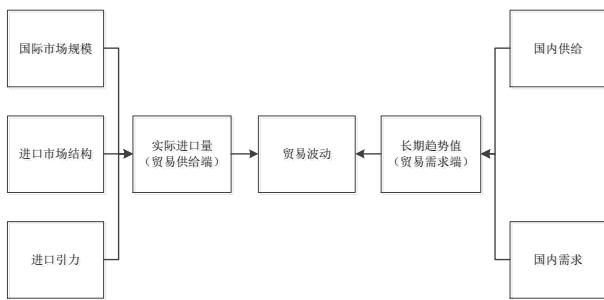 国际市场规模
国内供给
进口市场结构
实际进口量
（贸易供给端）
贸易波动
长期趋势值
（贸易需求端）
进口引力
国内需求